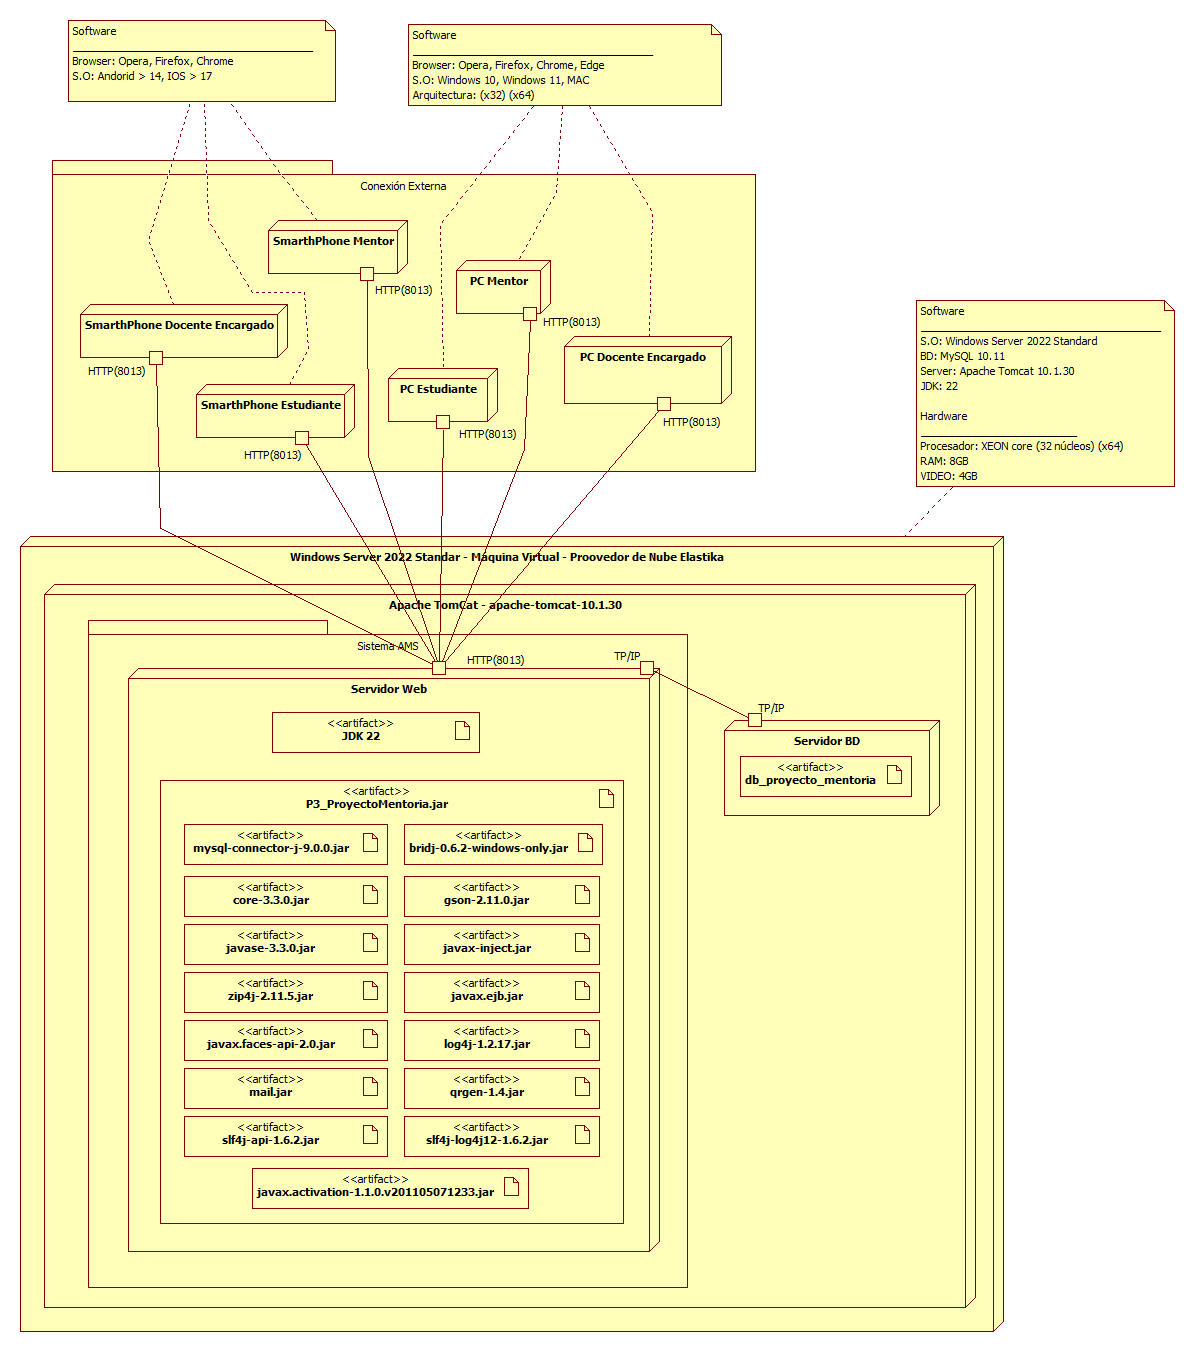 Software
Browser: Opera, Firefox, Chrome
S.O: Andorid > 14, IOS > 17
Software
Browser: Opera, Firefox, Chrome, Edge
S.O: Windows 10, Windows 11, MAC
Arquitectura: (x32) (x64)
Conexión Externa
SmarthPhone Mentor
HTTP(8013)
PC Mentor
HTTP(8013)
SmarthPhone Docente Encargado
HTTP(8013)
PC Docente Encargado
HTTP(8013)
SmarthPhone Estudiante
HTTP(8013)
PC Estudiante
HTTP(8013)
Software
S.O: Windows Server 2022 Standard
BD: MySQL 10.11
Server: Apache Tomcat 10.1.30
JDK: 22
Hardware
Procesador: XEON core (32 núcleos) (x64)
RAM: 8GB
VIDEO: 4GB
Windows Server 2022 Standar - Máquina Virtual - Proovedor de Nube Elastika
Apache TomCat - apache-tomcat-10.1.30
Sistema AMS
HTTP(8013)
TP/IP
Servidor Web
TP/IP
Servidor BD
<<artifact>>
db_proyecto_mentoria
<<artifact>>
JDK 22
<<artifact>>
P3_ProyectoMentoria.jar
<<artifact>>
mysql-connector-j-9.0.0.jar
<<artifact>>
bridj-0.6.2-windows-only.jar
<<artifact>>
core-3.3.0.jar
<<artifact>>
gson-2.11.0.jar
<<artifact>>
javase-3.3.0.jar
<<artifact>>
javax-inject.jar
<<artifact>>
zip4j-2.11.5.jar
<<artifact>>
javax.ejb.jar
<<artifact>>
javax.faces-api-2.0.jar
<<artifact>>
log4j-1.2.17.jar
<<artifact>>
mail.jar
<<artifact>>
qrgen-1.4.jar
<<artifact>>
slf4j-api-1.6.2.jar
<<artifact>>
slf4j-log4j12-1.6.2.jar
<<artifact>>
javax.activation-1.1.0.v201105071233.jar